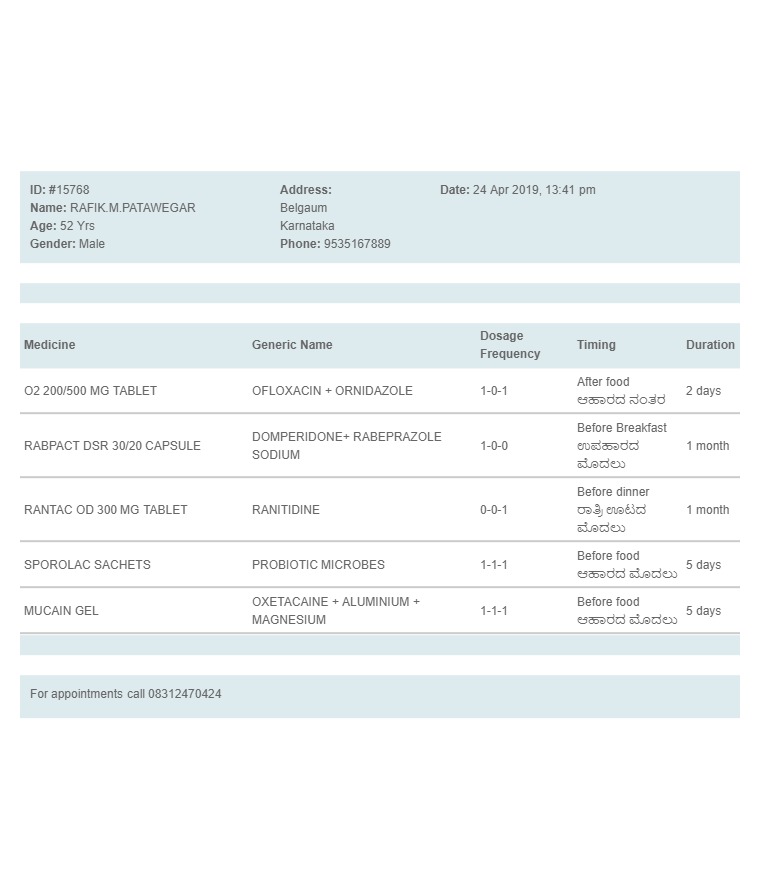 ID: #15768
Name: RAFIK.M.PATAWEGAR
Age: 52 Yrs
Gender: Male
Address:
Belgaum
Karnataka
Phone: 9535167889
Date: 24 Apr 2019, 13:41 pm
Medicine Generic Name Dosage Frequency Timing Duration
O2 200/500 MG TABLET OFLOXACIN + ORNIDAZOLE 1-0-1 After food 2 days
ಆಹಾರದ ನಂತರ
RABPACT DSR 30/20 CAPSULE DOMPERIDONE+ RABEPRAZOLE SODIUM 1-0-0 Before Breakfast 1 month
ಉಪಹಾರದ
ಮೊದಲು
RANTAC OD 300 MG TABLET RANITIDINE 0-0-1 Before dinner 1 month
ರಾತ್ರಿ ಊಟದ
ಮೊದಲು
SPOROLAC SACHETS PROBIOTIC MICROBES 1-1-1 Before food 5 days
ಆಹಾರದ ಮೊದಲು
MUCAIN GEL OXETACAINE + ALUMINIUM + MAGNESIUM 1-1-1 Before food 5 days
ಆಹಾರದ ಮೊದಲು
For appointments call 08312470424